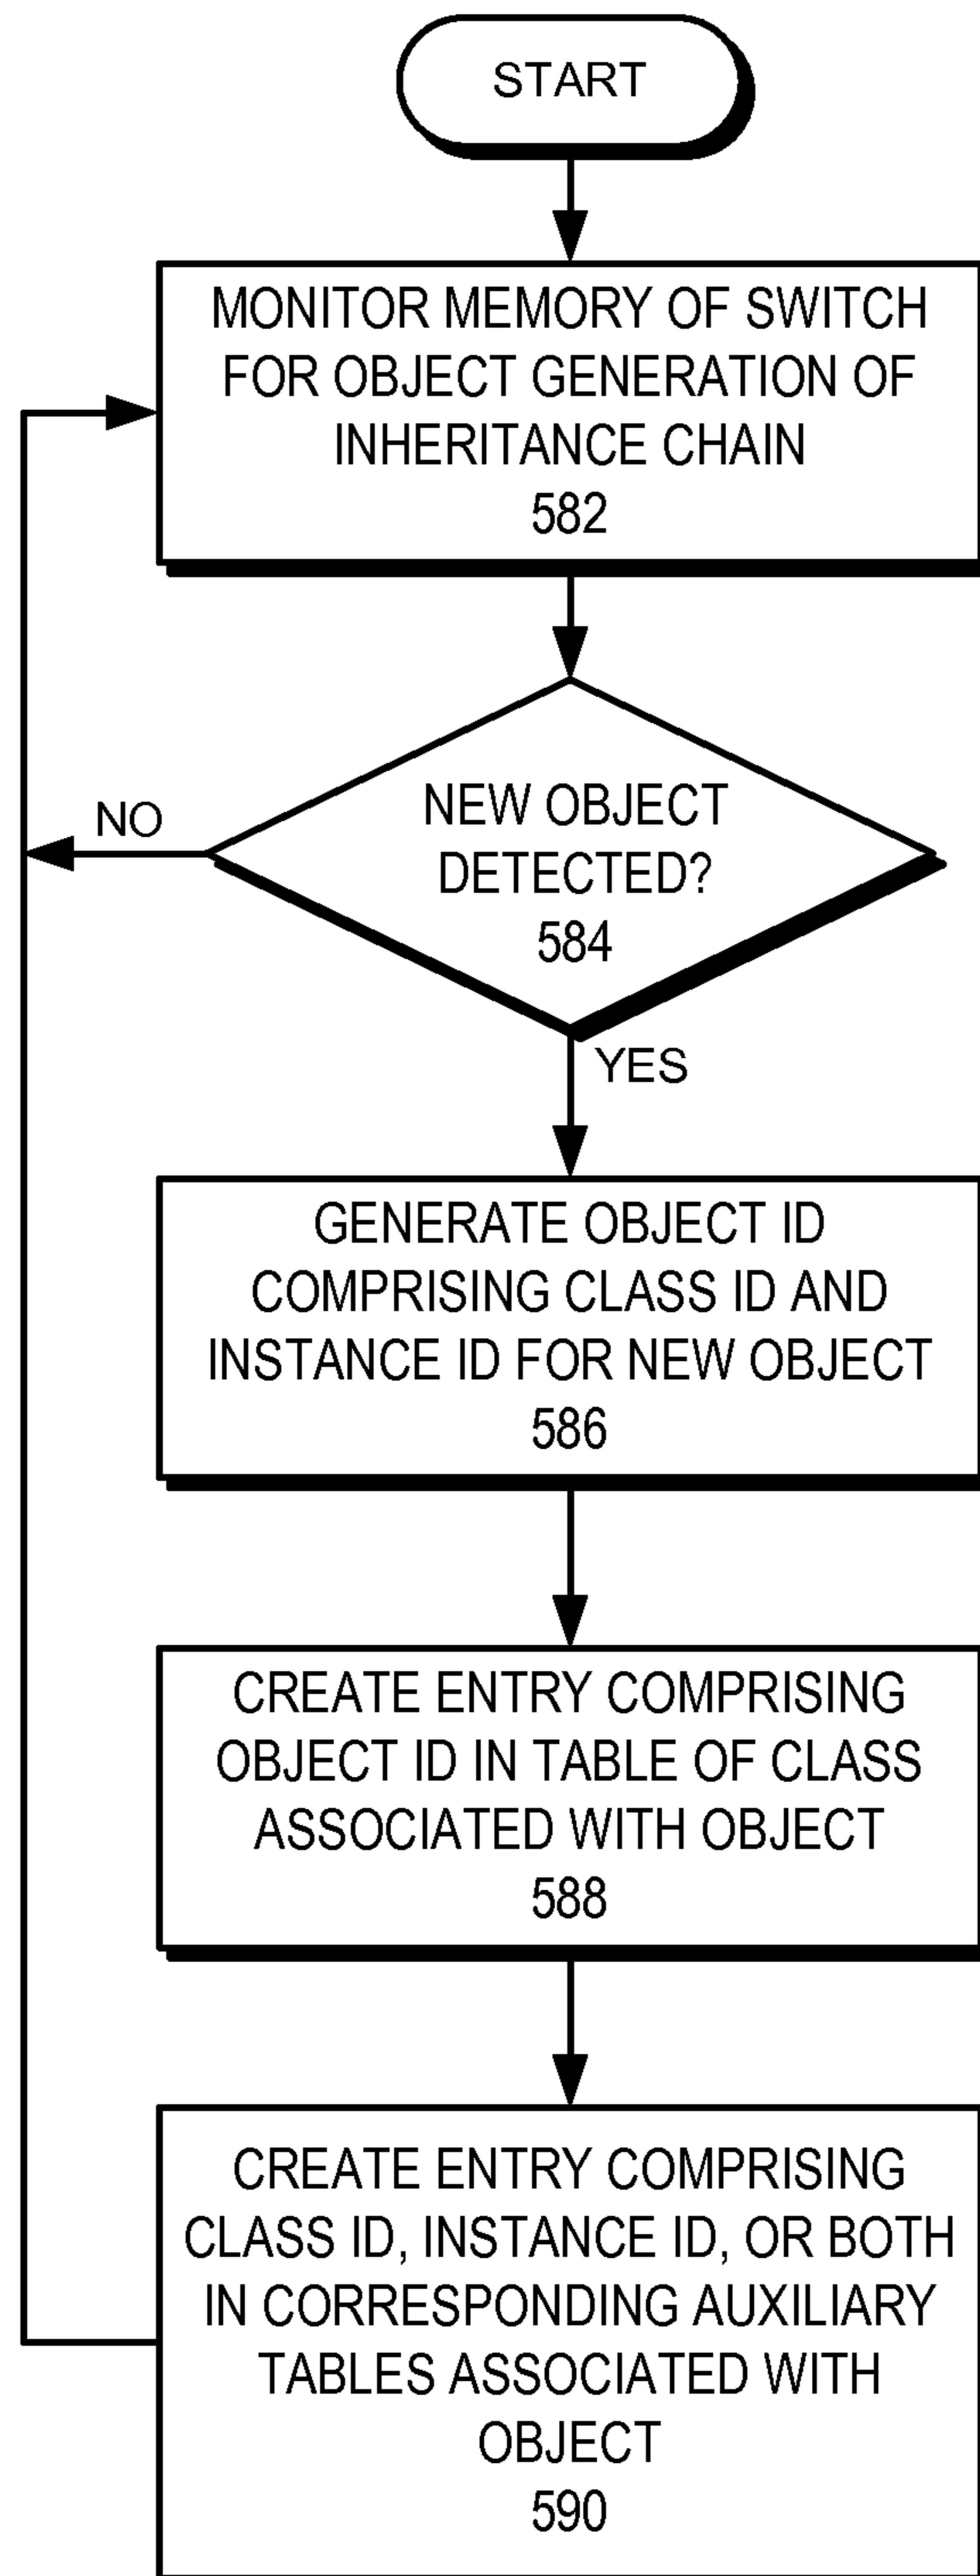 START
MONITOR MEMORY OF SWITCH
FOR OBJECT GENERATION OF
INHERITANCE CHAIN
582
NEW OBJECT
DETECTED?
584
NO
YES
GENERATE OBJECT ID
COMPRISING CLASS ID AND
INSTANCE ID FOR NEW OBJECT
586
CREATE ENTRY COMPRISING
OBJECT ID IN TABLE OF CLASS
ASSOCIATED WITH OBJECT
588
CREATE ENTRY COMPRISING
CLASS ID, INSTANCE ID, OR BOTH
IN CORRESPONDING AUXILIARY
TABLES ASSOCIATED WITH
OBJECT
590